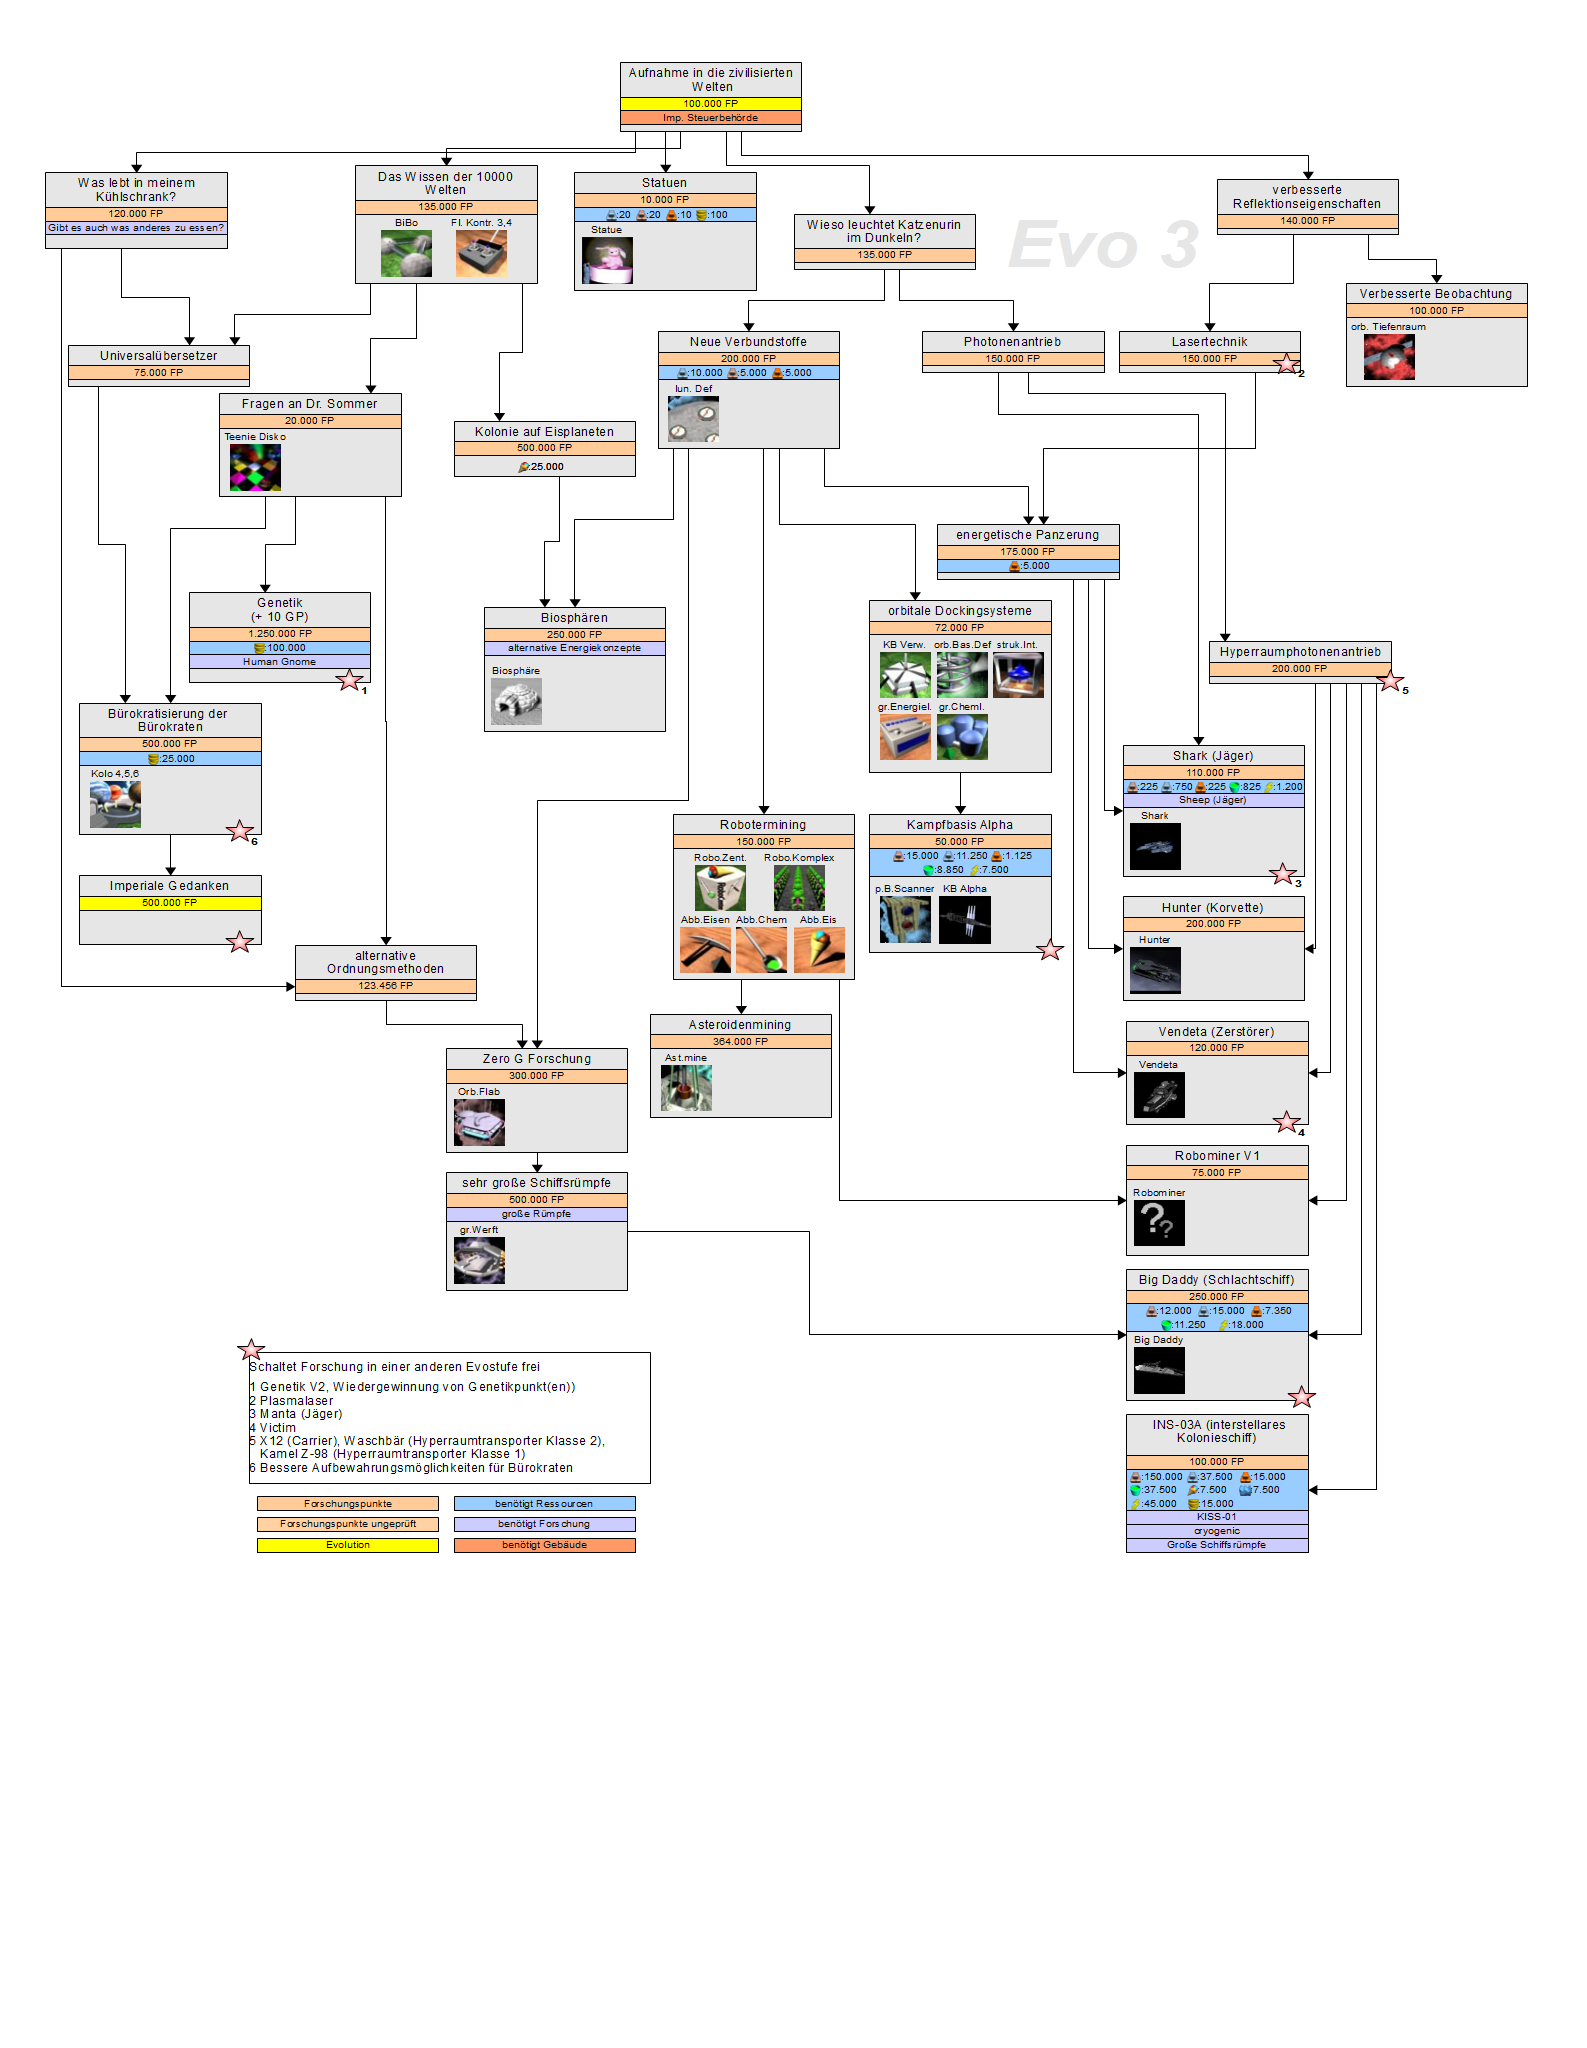 Aufnahme in die zivilisierten
Welten
100.000 FP
Imp. Steuerbehörde
Was lebt in meinem
Kühlschrank?
120.000 FP
Gibt es auch was anderes zu essen?
Das Wissen der 10000
Welten
135.000 FP
BiBo Fl. Kontr. 3,4
Statuen
10.000 FP
:20 :20 :10 :100
Statue
Wieso leuchtet Katzenurin
im Dunkeln?
135.000 FP
Evo 3
verbesserte
Reflektionseigenschaften
140.000 FP
Verbesserte Beobachtung
100.000 FP
orb. Tiefenraum
Universalübersetzer
75.000 FP
Neue Verbundstoffe
200.000 FP
:10.000 :5.000 :5.000
lun. Def
Photonenantrieb
150.000 FP
Lasertechnik
150.000 FP
2
Fragen an Dr. Sommer
20.000 FP
Teenie Disko
Kolonie auf Eisplaneten
500.000 FP
:25.000
energetische Panzerung
175.000 FP
:5.000
Genetik
(+ 10 GP)
1.250.000 FP
:100.000
Human Gnome
1
Biosphären
250.000 FP
alternative Energiekonzepte
Biosphäre
orbitale Dockingsysteme
72.000 FP
KB Verw. orb.Bas.Def struk.Int.
gr.Energiel. gr.Cheml.
Hyperraumphotonenantrieb
200.000 FP
5
Bürokratisierung der
Bürokraten
500.000 FP
:25.000
Kolo 4,5,6
6
Shark (Jäger)
110.000 FP
:225 :750 :225 :825 :1.200
Sheep (Jäger)
Shark
3
Robotermining
150.000 FP
Robo.Zent. Robo.Komplex
Abb.Eisen Abb.Chem Abb.Eis
Kampfbasis Alpha
50.000 FP
:15.000 :11.250 :1.125
:8.850 :7.500
p.B.Scanner KB Alpha
Imperiale Gedanken
500.000 FP
Hunter (Korvette)
200.000 FP
Hunter
alternative
Ordnungsmethoden
123.456 FP
Asteroidenmining
364.000 FP
Ast.mine
Vendeta (Zerstörer)
120.000 FP
Vendeta
4
Zero G Forschung
300.000 FP
Orb.Flab
Robominer V1
75.000 FP
Robominer
??
sehr große Schiffsrümpfe
500.000 FP
große Rümpfe
gr.Werft
Big Daddy (Schlachtschiff)
250.000 FP
:12.000 :15.000 :7.350
:11.250 :18.000
Big Daddy
Schaltet Forschung in einer anderen Evostufe frei
1 Genetik V2, Wiedergewinnung von Genetikpunkt(en))
2 Plasmalaser
3 Manta (Jäger)
4 Victim
5 X12 (Carrier), Waschbär (Hyperraumtransporter Klasse 2),
Kamel Z-98 (Hyperraumtransporter Klasse 1)
6 Bessere Aufbewahrungsmöglichkeiten für Bürokraten
INS-03A (interstellares
Kolonieschiff)
100.000 FP
:150.000 :37.500 :15.000
:37.500 :7.500 :7.500
:45.000 :15.000
KISS-01
cryogenic
Große Schiffsrümpfe
Forschungspunkte benötigt Ressourcen
Forschungspunkte ungeprüft benötigt Forschung
Evolution benötigt Gebäude